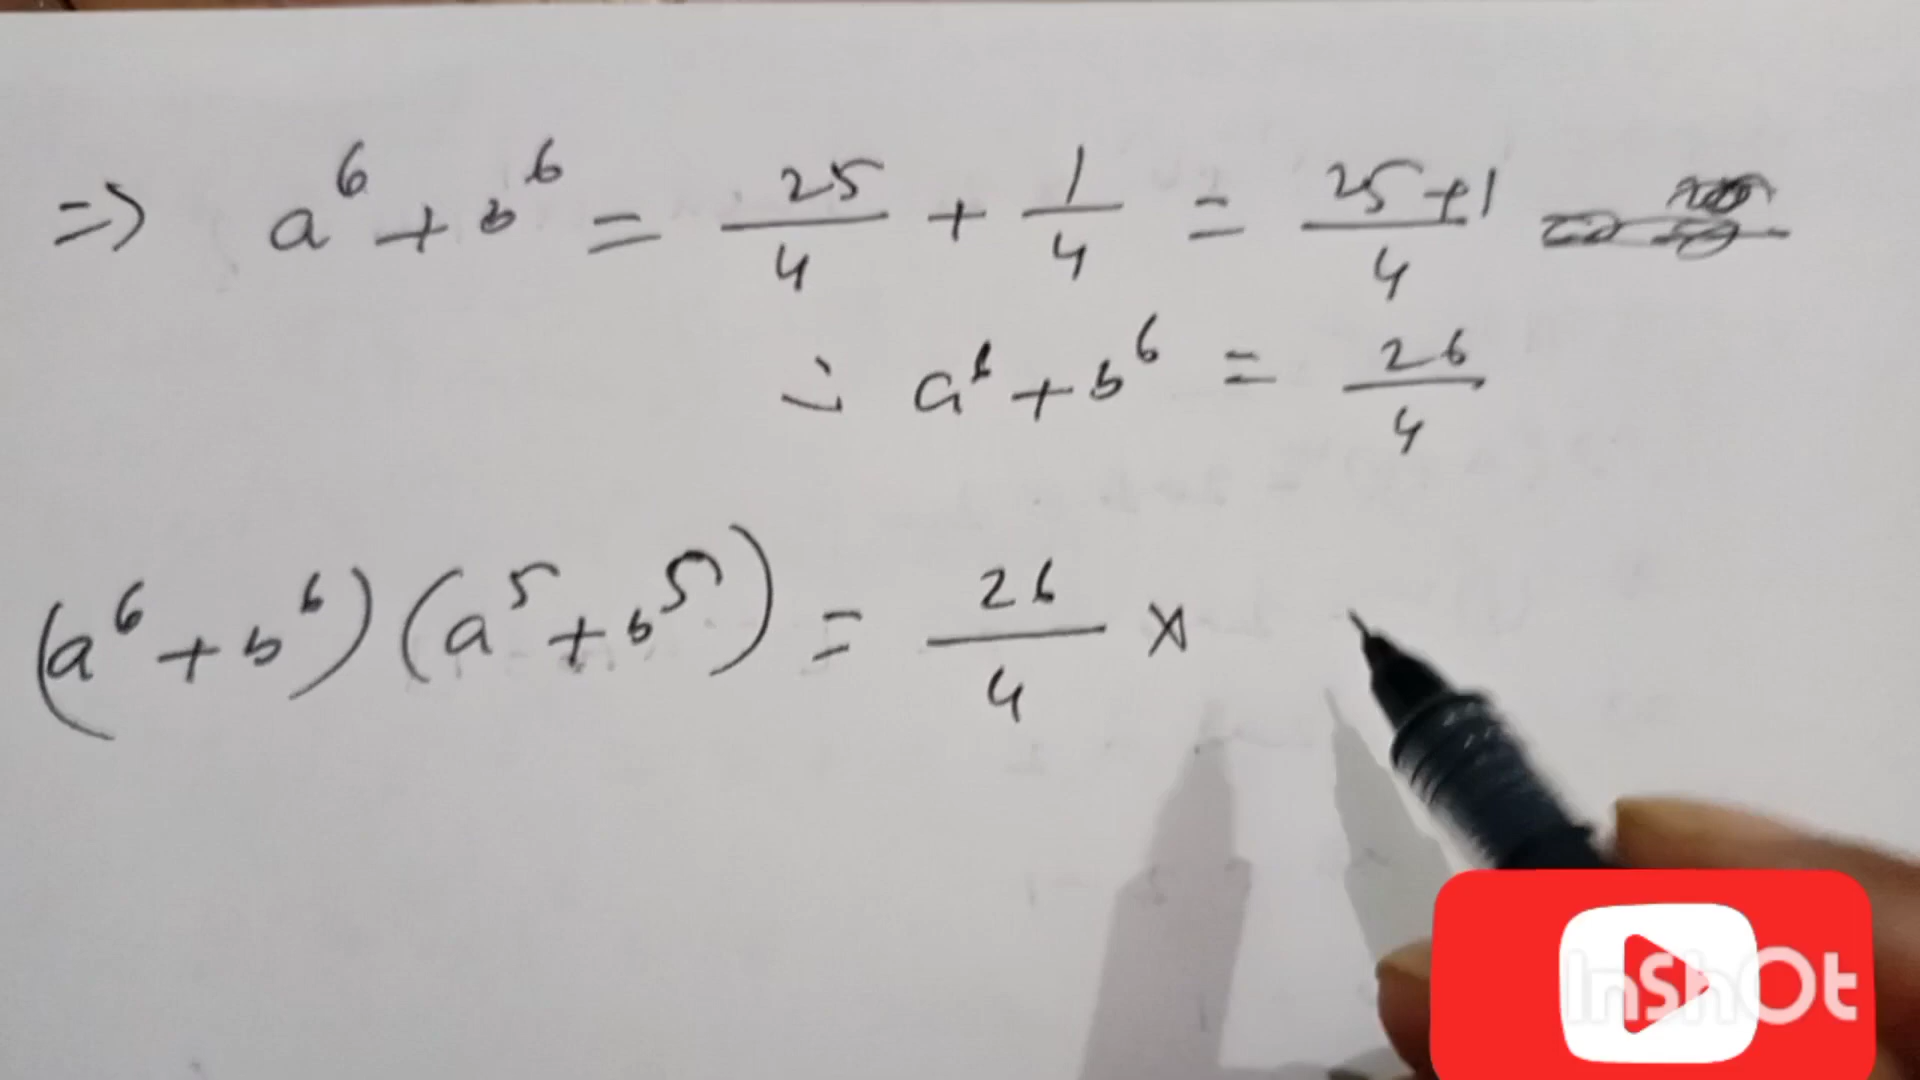 => a⁶ + b⁶ = 25/4 + 1/4 = 25+1/4
∴ a⁶ + b⁶ = 26/4
(a⁶ + b⁶)(a⁵ + b⁵) = 26/4 ×
InShOt